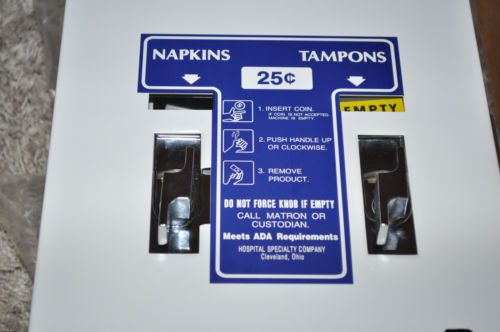 NAPKINS TAMPONS
25¢
EMPTY
1. INSERT COIN.
IF COIN IS NOT ACCEPTED
MACHINE IS EMPTY.
2. PUSH HANDLE UP
OR CLOCKWISE.
3. REMOVE
PRODUCT.
DO NOT FORCE KNOB IF EMPTY
CALL MATRON OR
CUSTODIAN.
Meets ADA Requirements
HOSPITAL SPECIALTY COMPANY
Cleveland, Ohio